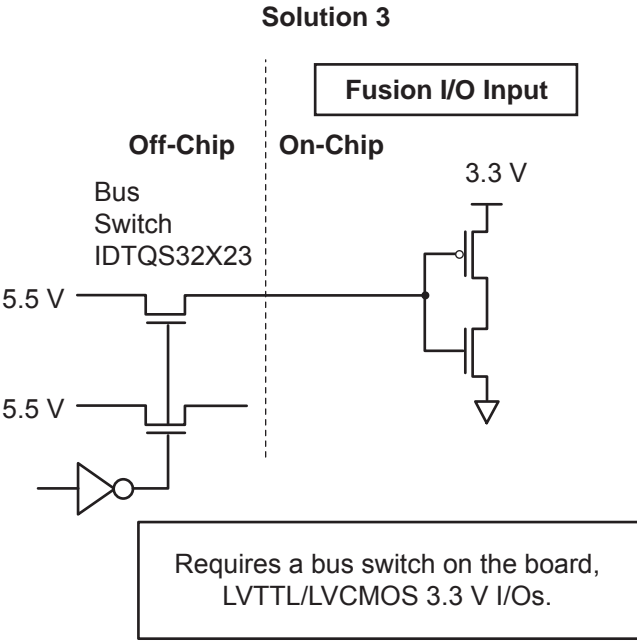 Solution 3
Fusion I/O Input
Off-Chip
On-Chip
3.3 V
Bus
Switch
IDTQS32X23
5.5 V
5.5 V
Requires a bus switch on the board,
LVTTL/LVCMOS 3.3 V I/Os.